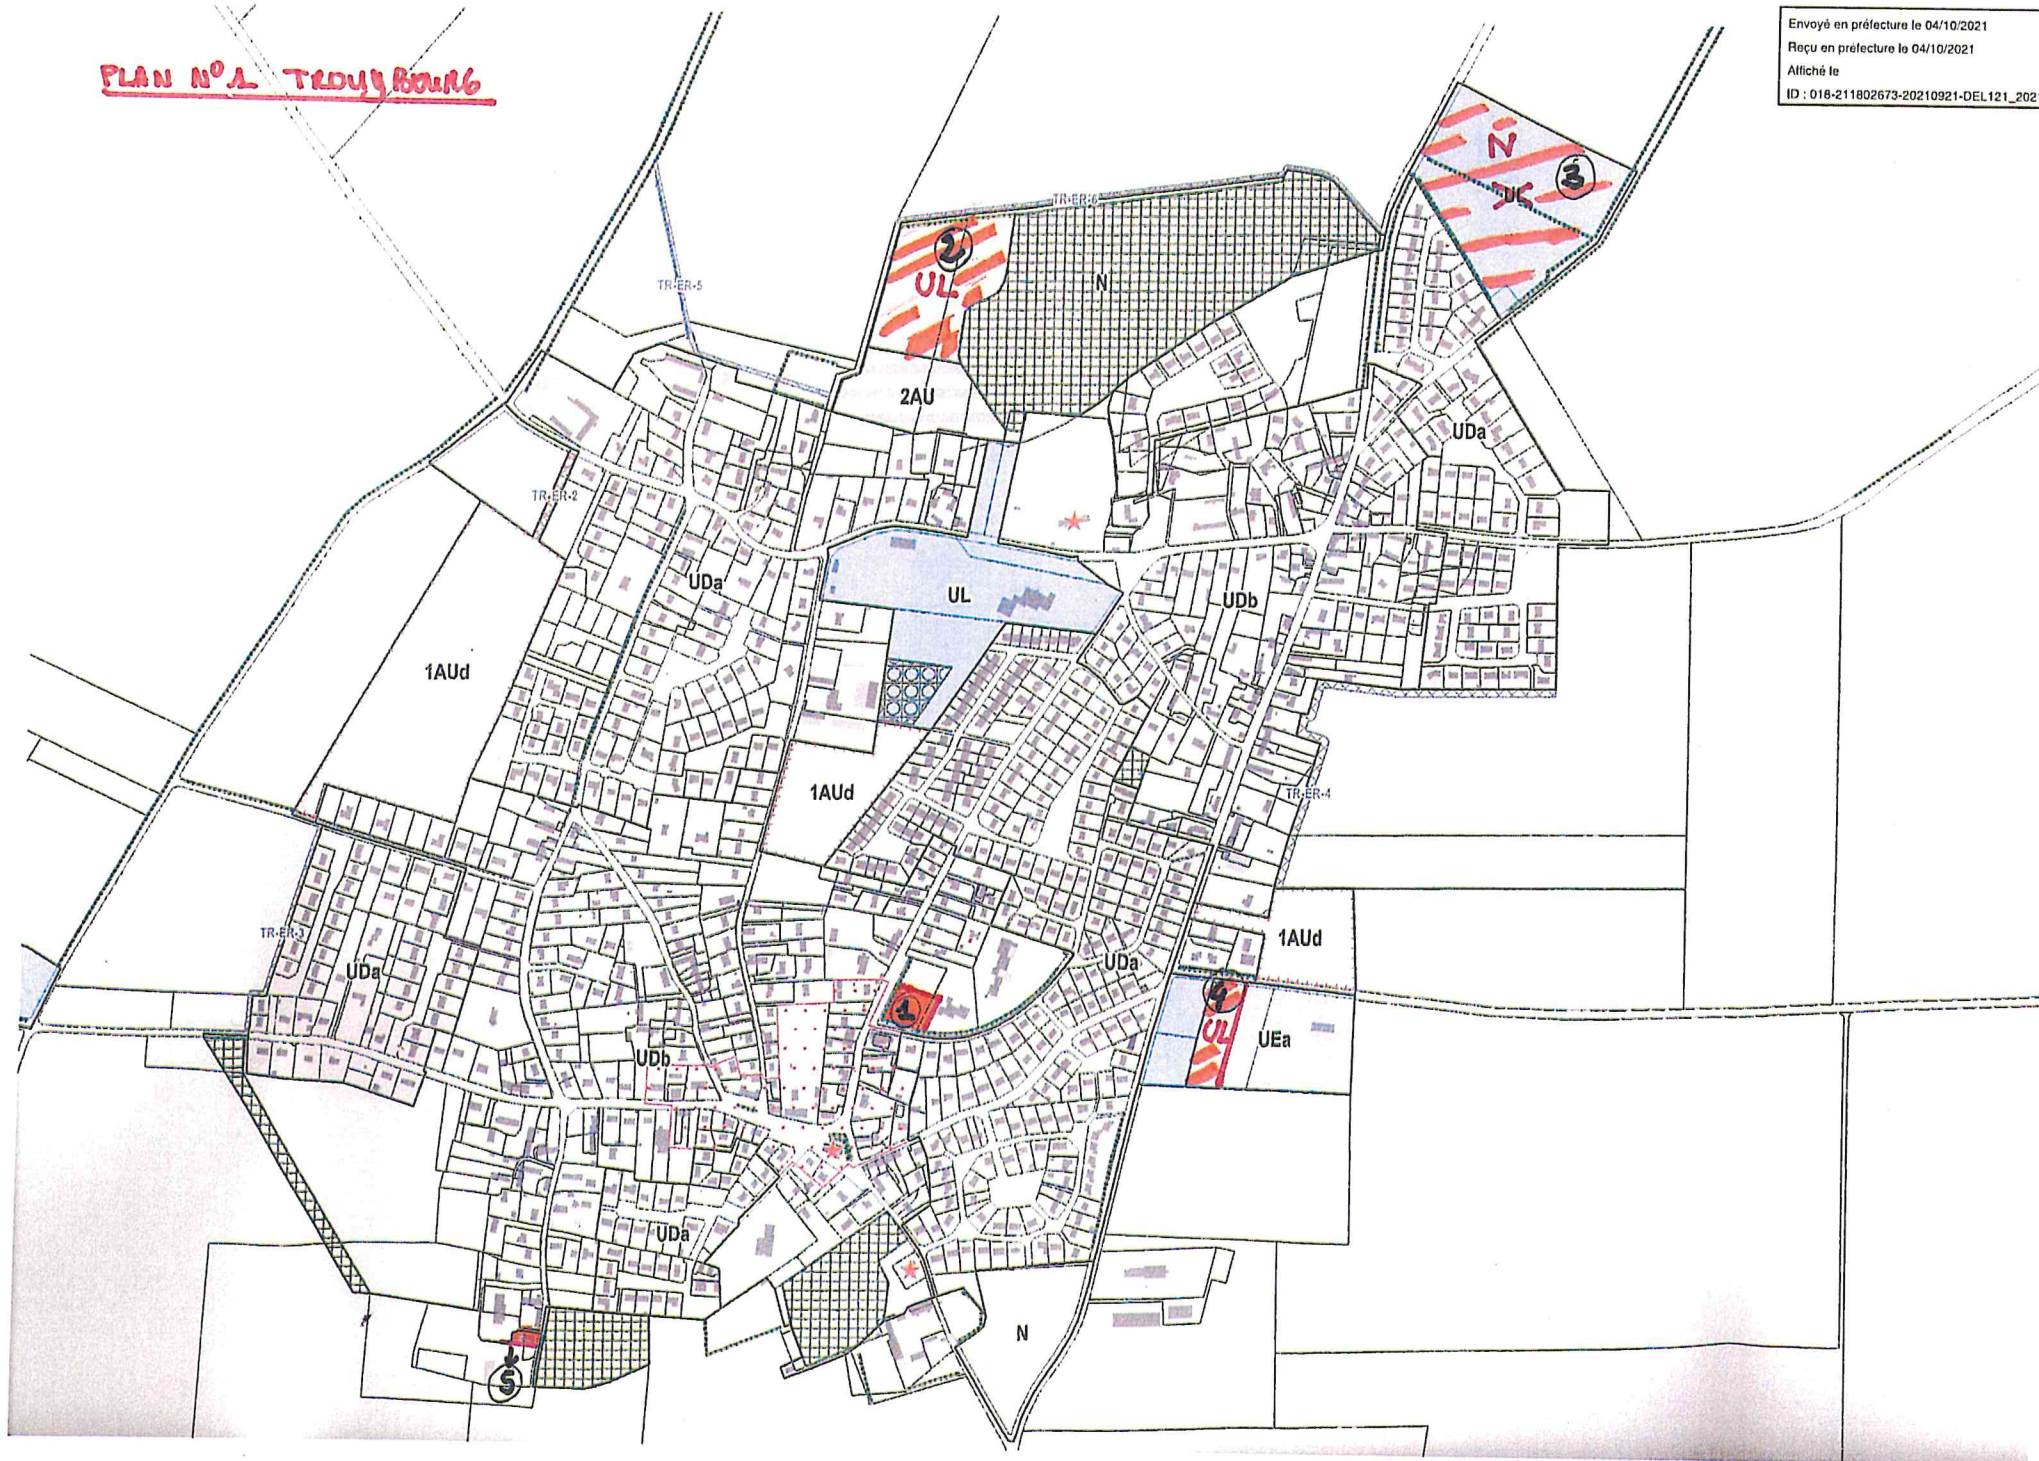 PLAN N°1 TROUY BOURG
Envoyé en préfecture le 04/10/2021
Reçu en préfecture le 04/10/2021
Affiché le
ID : 018-211802673-20210921-DEL121_202
N
3
UL
TR-ER-6
2
UL
N
TR-ER-5
2AU
UDa
TR-ER-2
UDa
UL
UDb
1AUd
1AUd
TR-ER-4
TR-ER-3
UDa
UDa
1AUd
1
4
UL
UEa
UDb
UDa
N
5